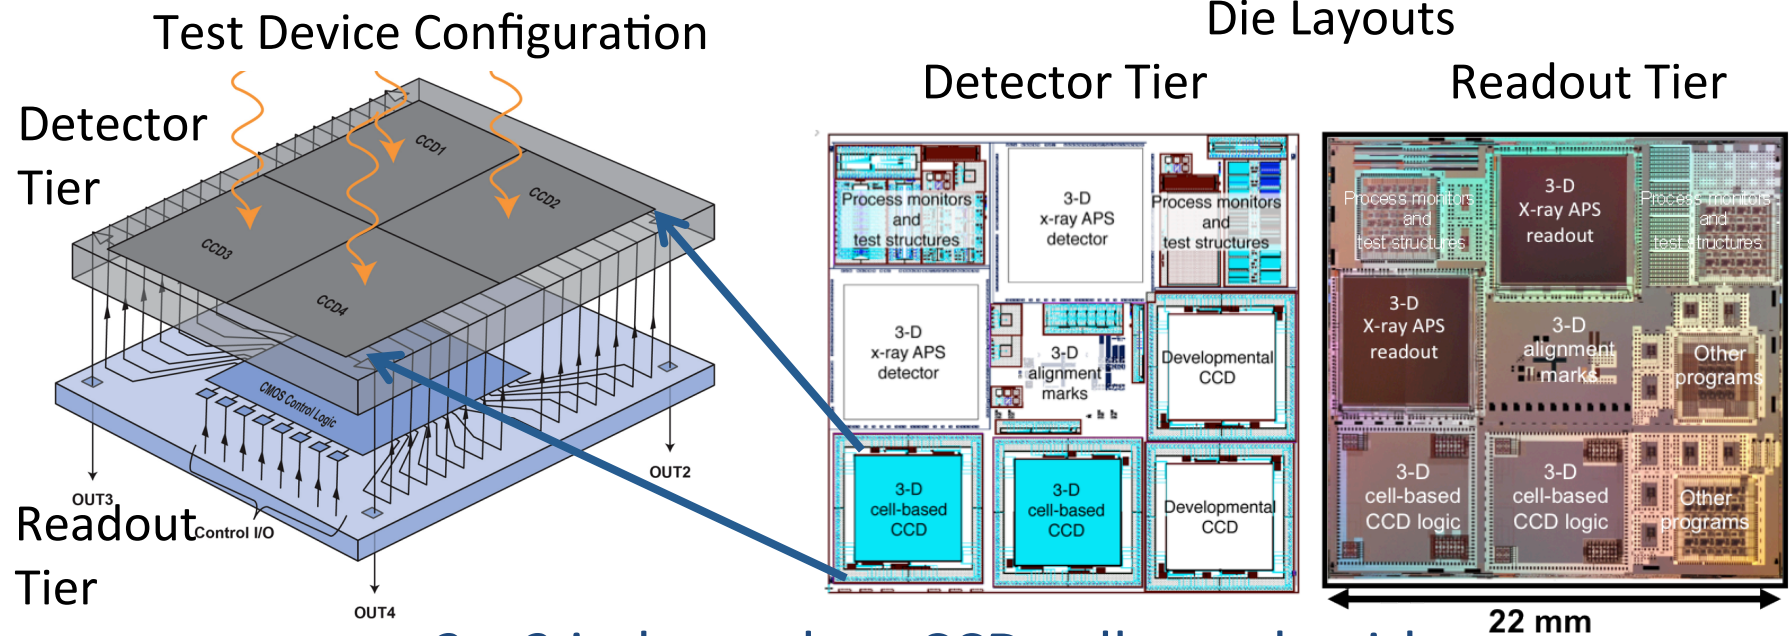 Test Device Configuration
Detector
Tier
CCD1
CCD2
CCD3
CCD4
CMOS Control Logic
OUT3
OUT2
Control I/O
OUT4
Readout
Tier
Die Layouts
Detector Tier
Readout Tier
Process monitors
and
test structures
3-D
x-ray APS
detector
Process monitors
and
test structures
3-D
x-ray APS
detector
3-D
alignment
marks
Developmental
CCD
3-D
cell-based
CCD
3-D
cell-based
CCD
Developmental
CCD
Process monitors
and
test structures
3-D
X-ray APS
readout
Process monitors
and
test structures
3-D
X-ray APS
readout
3-D
alignment
marks
Other
programs
3-D
cell-based
CCD logic
3-D
cell-based
CCD logic
Other
programs
22 mm